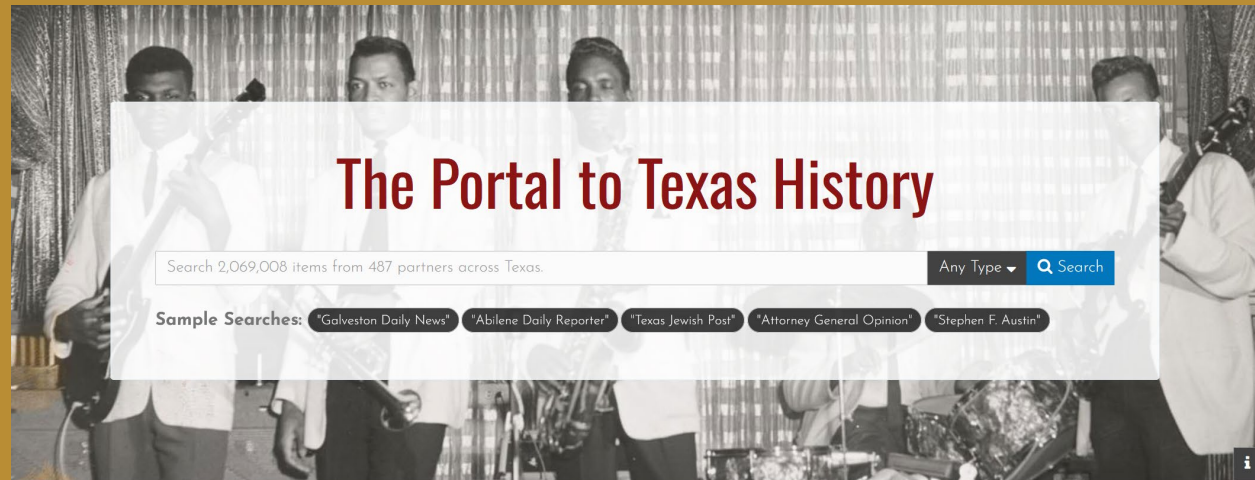 The Portal to Texas History
Search 2,069,008 items from 487 partners across Texas.
Any Type
Search
Sample Searches: "Galveston Daily News" "Abilene Daily Reporter" "Texas Jewish Post" "Attorney General Opinion" "Stephen F. Austin"
i